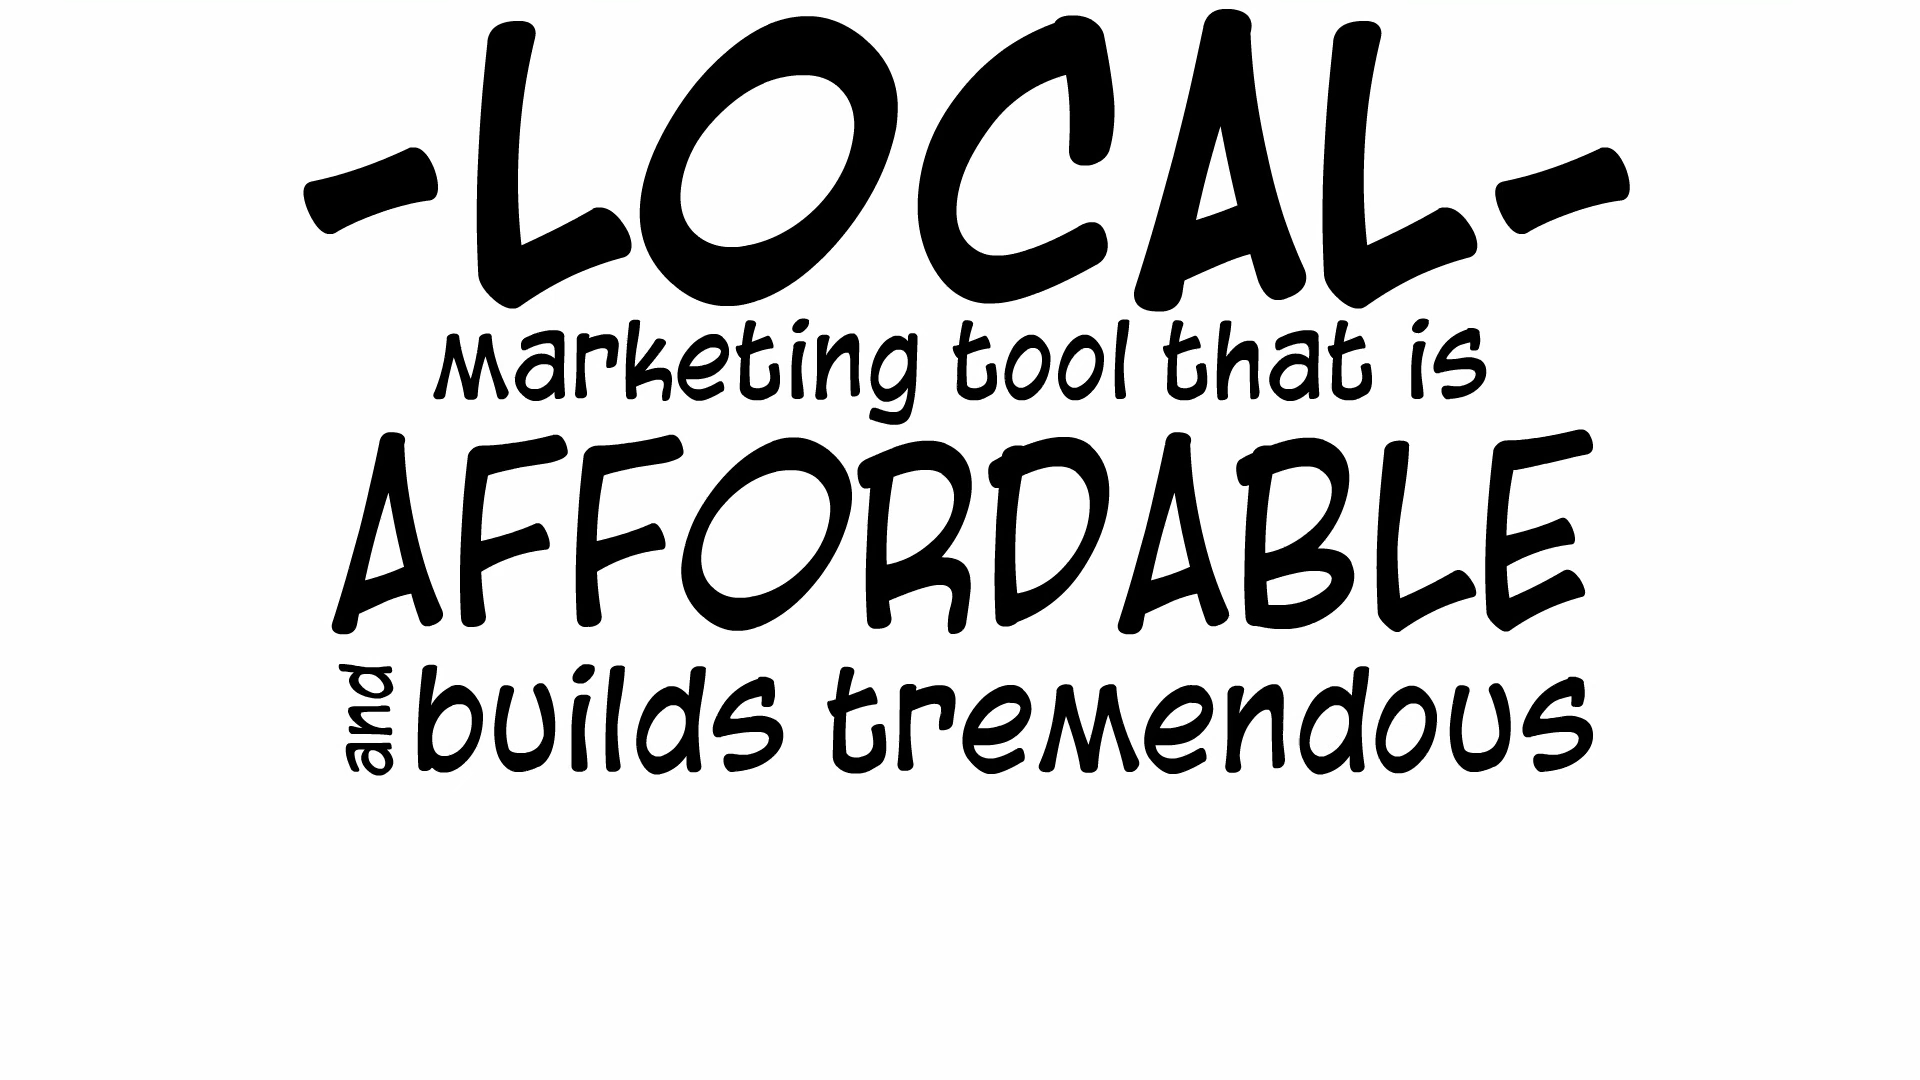 -LOCAL-
marketing tool that is
AFFORDABLE
and builds tremendous